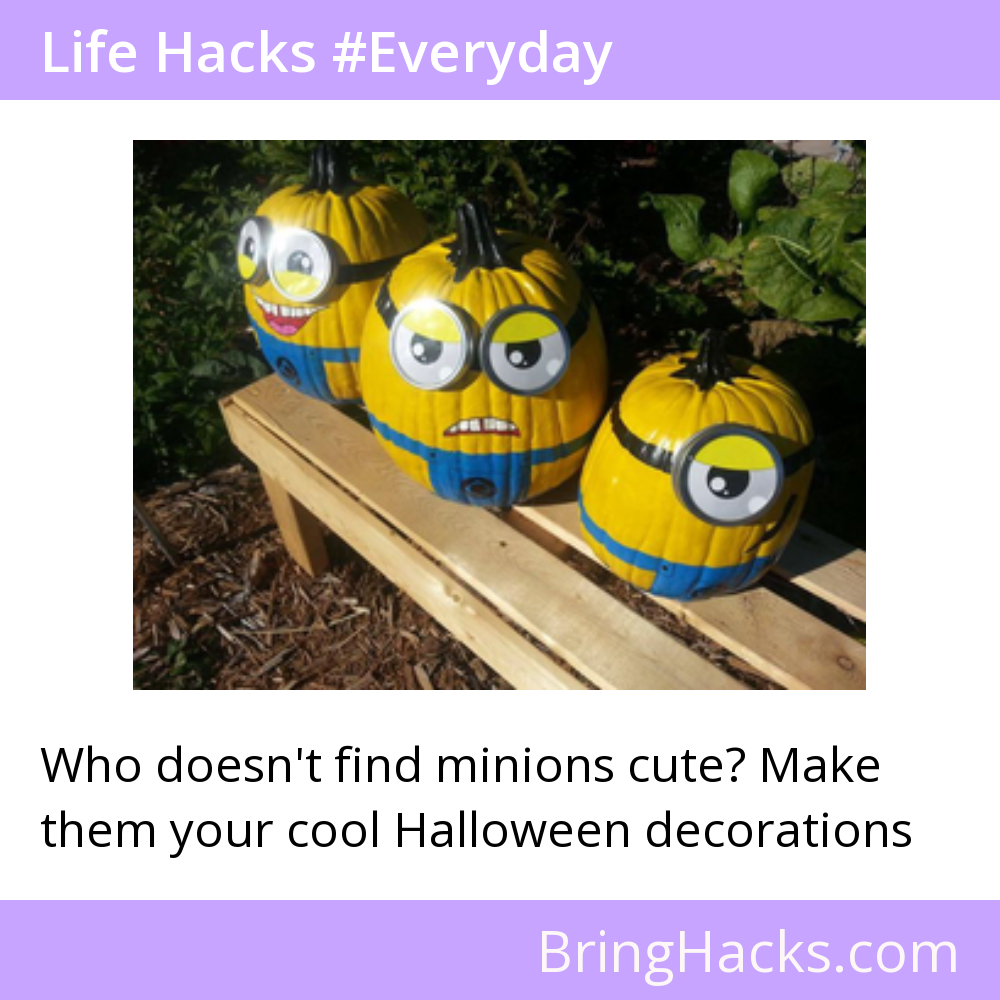 Life Hacks #Everyday
Who doesn't find minions cute? Make
them your cool Halloween decorations
BringHacks.com